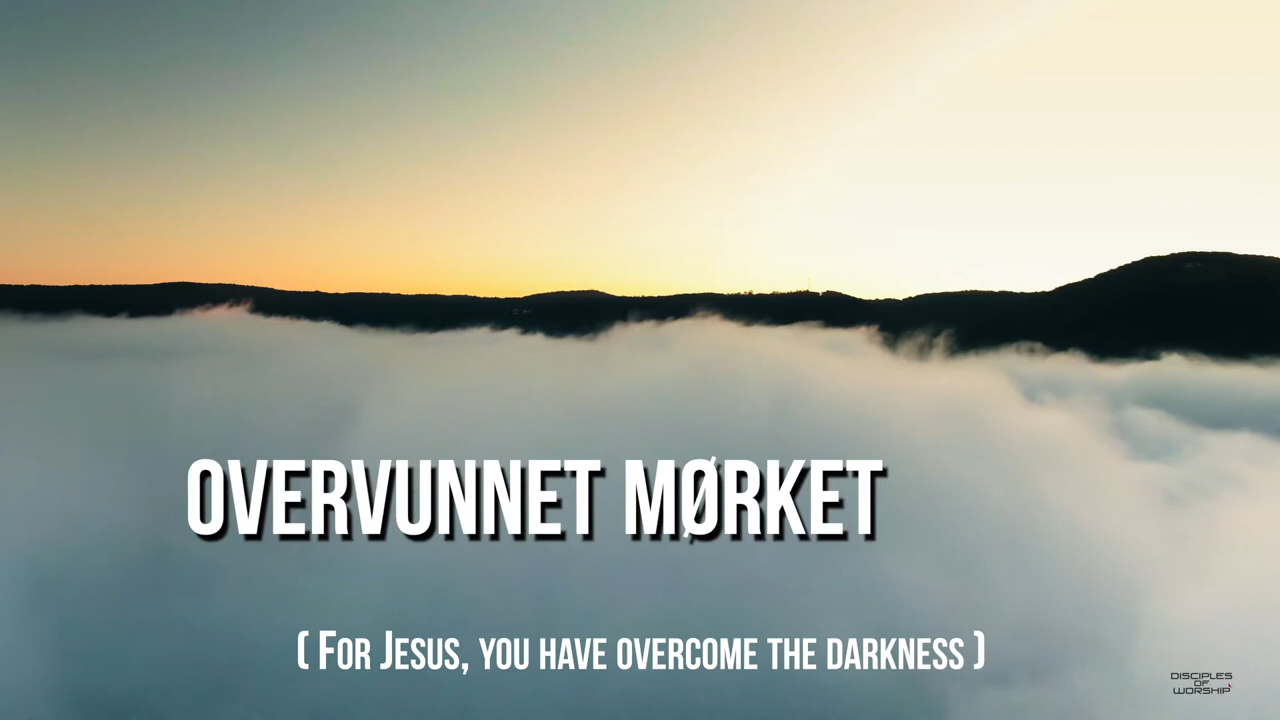 OVERVUNNET MØRKET
( FOR JESUS, YOU HAVE OVERCOME THE DARKNESS )
DISCIPLES
OF
WORSHIP